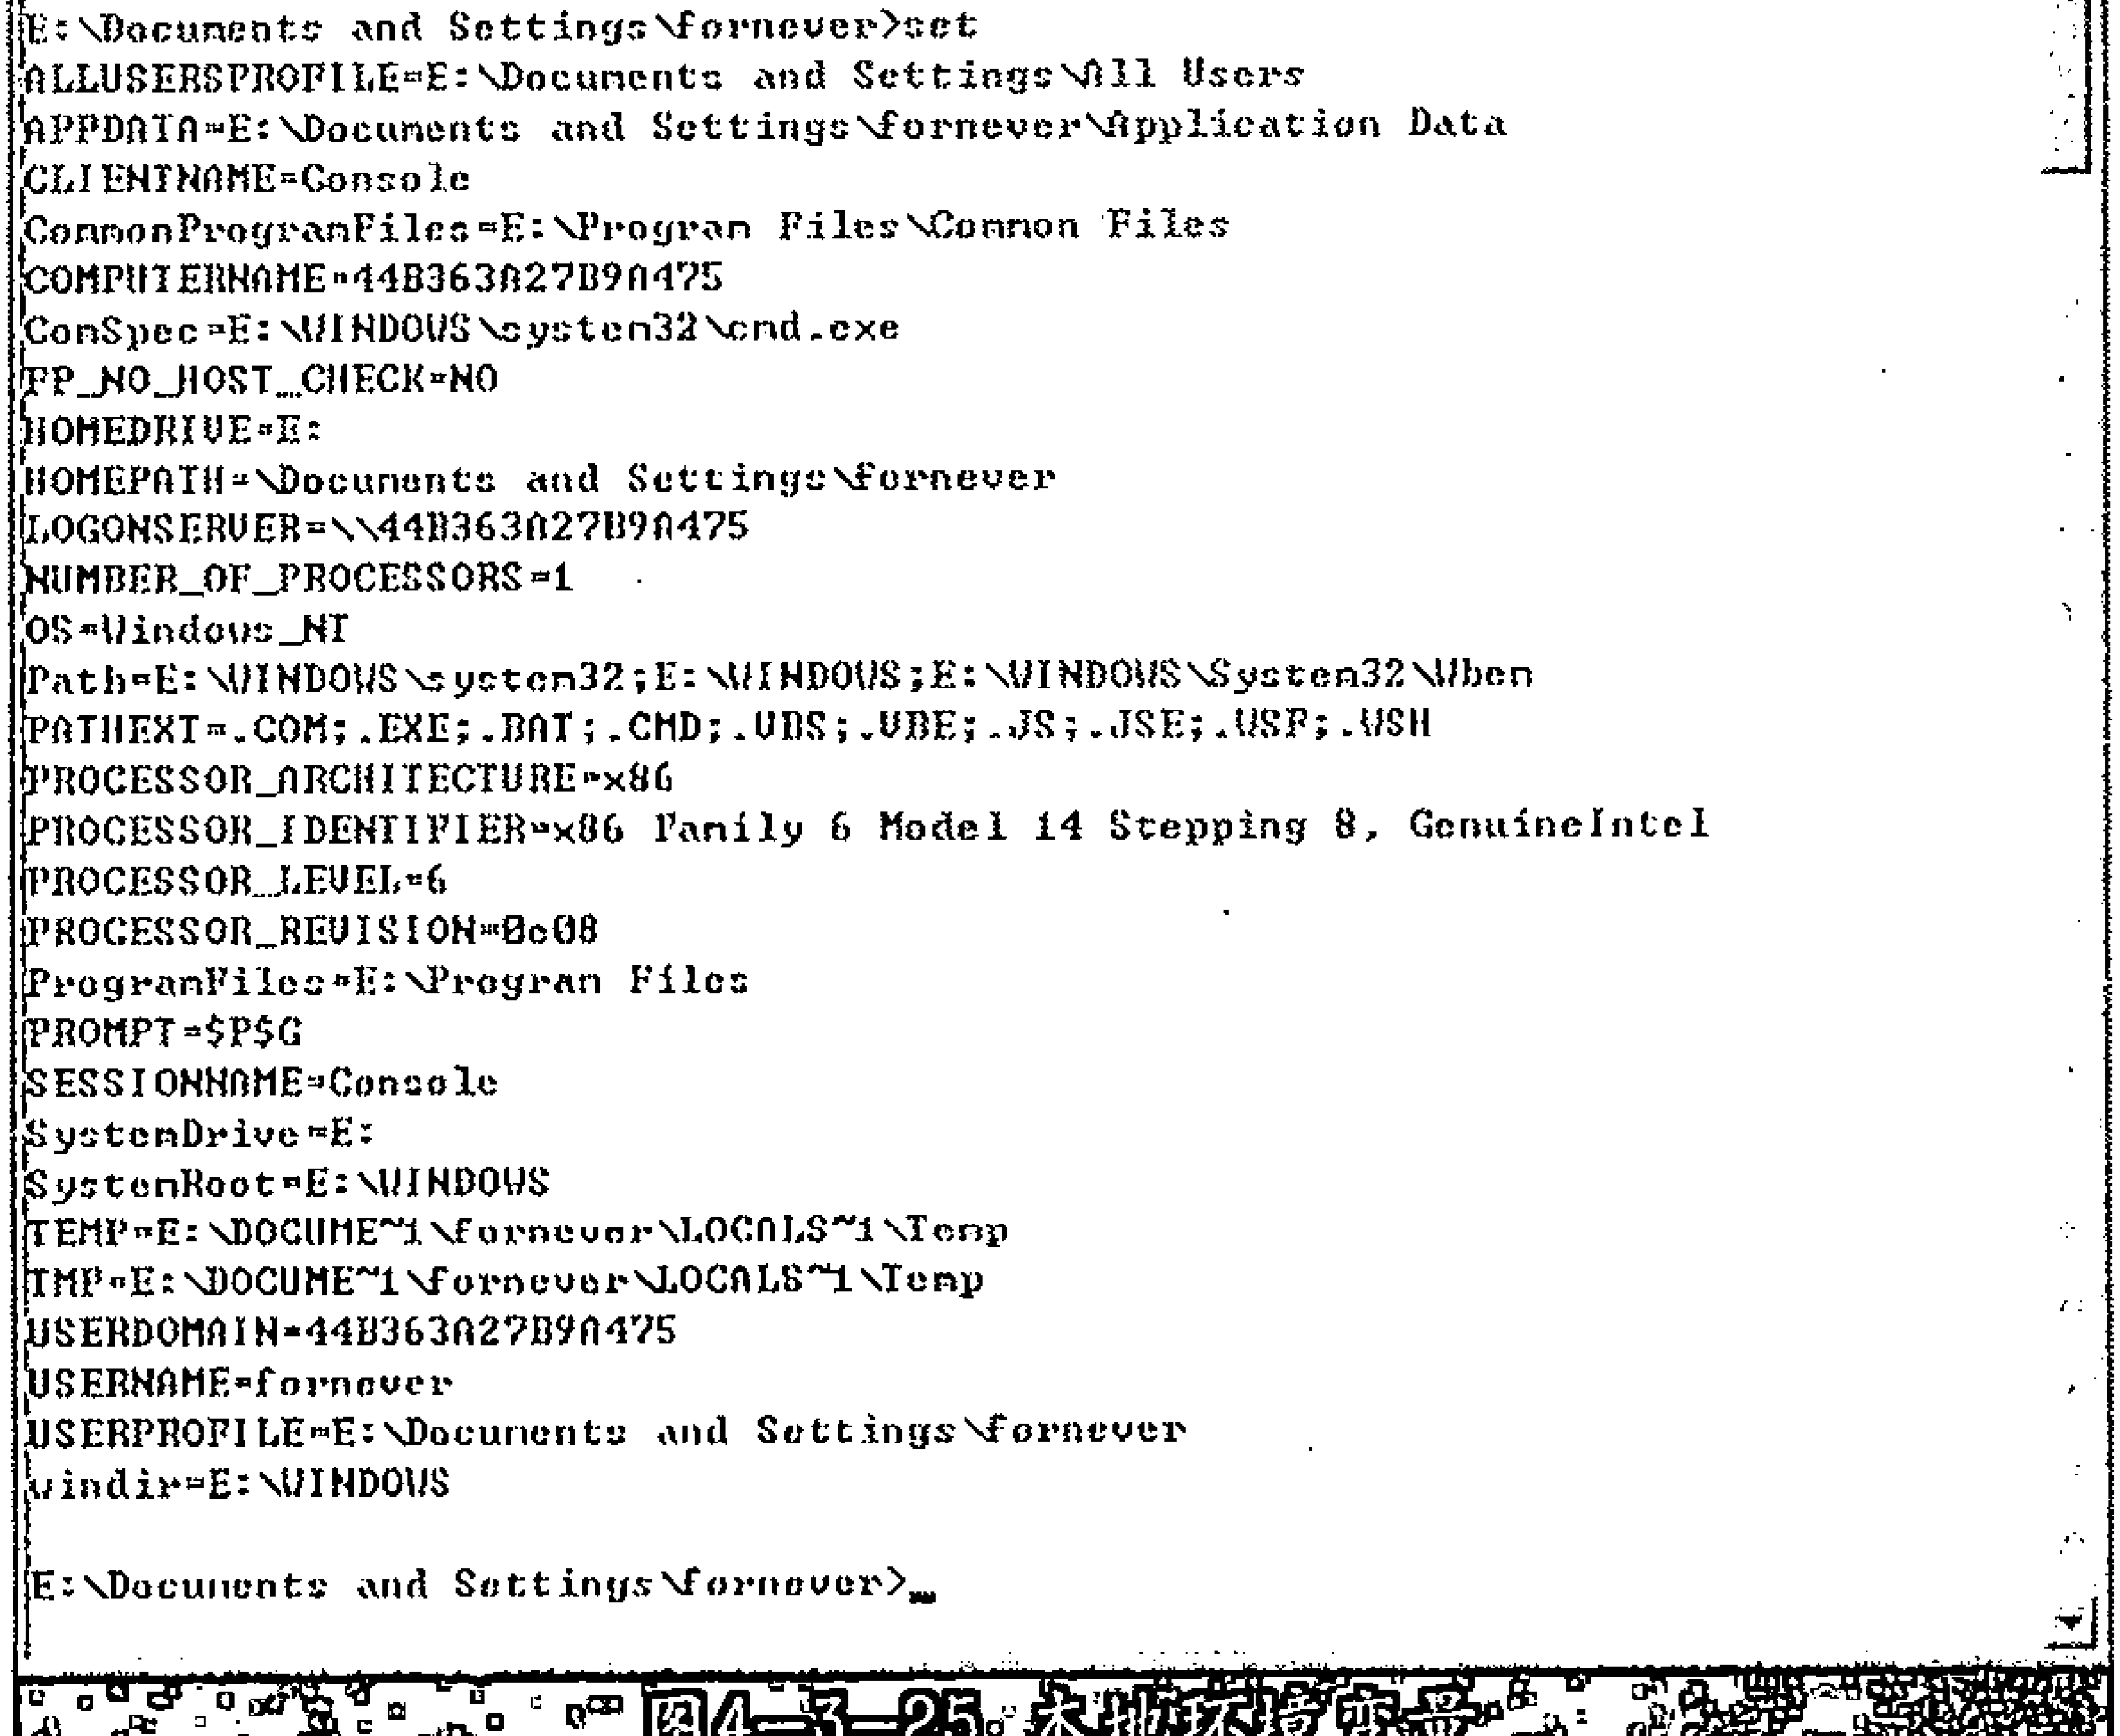 E:\Documents and Settings\fornever>set
ALLUSERSPROFILE=E:\Documents and Settings\All Users
APPDATA=E:\Documents and Settings\fornever\Application Data
CLIENTNAME=Console
CommonProgramFiles=E:\Program Files\Common Files
COMPUTERNAME=44B363A27B9A475
ComSpec=E:\WINDOWS\system32\cmd.exe
FP_NO_HOST_CHECK=NO
HOMEDRIVE=E:
HOMEPATH=\Documents and Settings\fornever
LOGONSERVER=\\44B363A27B9A475
NUMBER_OF_PROCESSORS=1
OS=Windows_NT
Path=E:\WINDOWS\system32;E:\WINDOWS;E:\WINDOWS\System32\Wbem
PATHEXT=.COM;.EXE;.BAT;.CMD;.VBS;.VBE;.JS;.JSE;.WSF;.WSH
PROCESSOR_ARCHITECTURE=x86
PROCESSOR_IDENTIFIER=x86 Family 6 Model 14 Stepping 8, GenuineIntel
PROCESSOR_LEVEL=6
PROCESSOR_REVISION=0e08
ProgramFiles=E:\Program Files
PROMPT=$P$G
SESSIONNAME=Console
SystemDrive=E:
SystemRoot=E:\WINDOWS
TEMP=E:\DOCUME~1\fornever\LOCALS~1\Temp
TMP=E:\DOCUME~1\fornever\LOCALS~1\Temp
USERDOMAIN=44B363A27B9A475
USERNAME=fornever
USERPROFILE=E:\Documents and Settings\fornever
windir=E:\WINDOWS
E:\Documents and Settings\fornever>_
图4-3-25